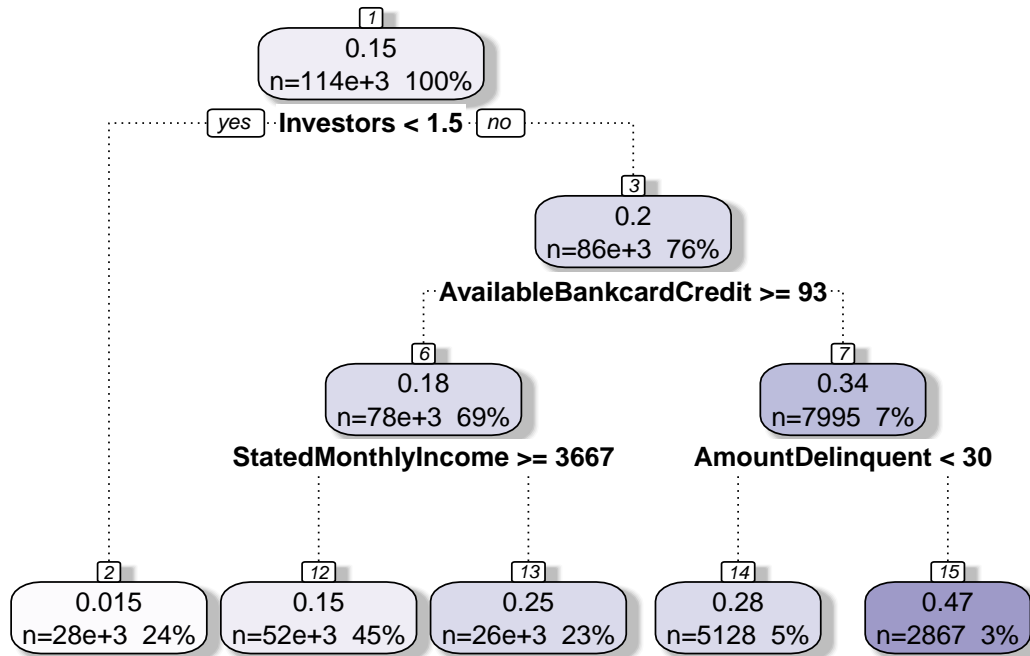 1
0.15
n=114e+3 100%
yes Investors < 1.5 no
3
0.2
n=86e+3 76%
AvailableBankcardCredit >= 93
6
0.18
n=78e+3 69%
7
0.34
n=7995 7%
StatedMonthlyIncome >= 3667
AmountDelinquent < 30
2
0.015
n=28e+3 24%
12
0.15
n=52e+3 45%
13
0.25
n=26e+3 23%
14
0.28
n=5128 5%
15
0.47
n=2867 3%